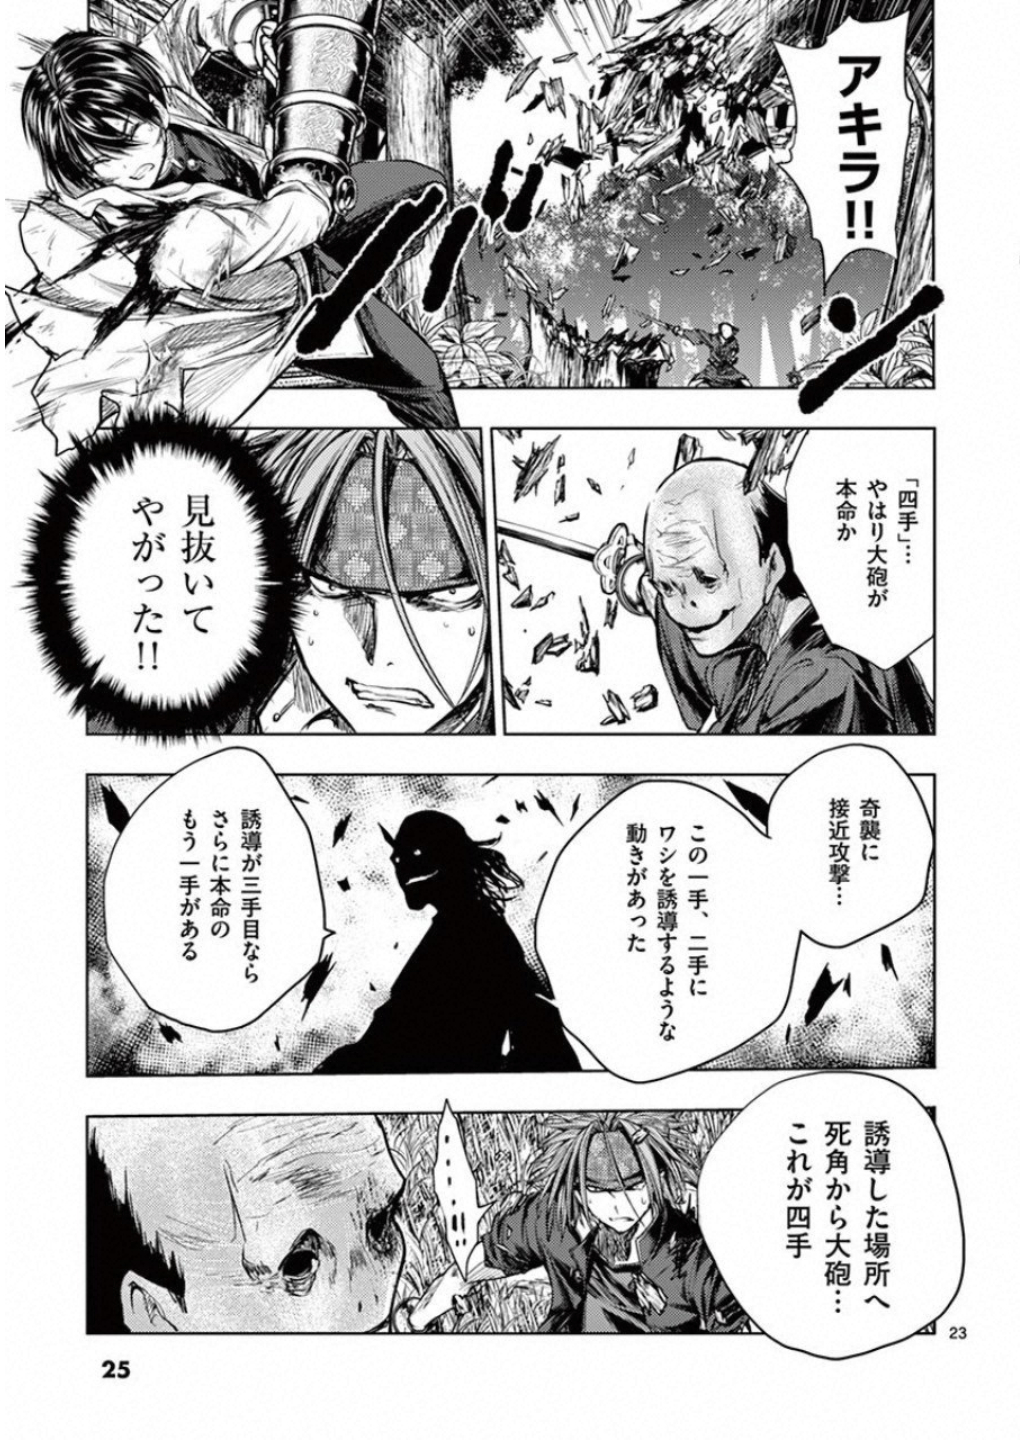 アキラ!!
ズザン
「四手」…
やはり大砲が
本命か
見抜いて
やがった!!
奇襲に
接近攻撃…
この一手、二手に
ワシを誘導するような
動きがあった
誘導が三手目なら
さらに本命の
もう一手がある
誘導した場所へ
死角から大砲…
これが四手
……
23
25